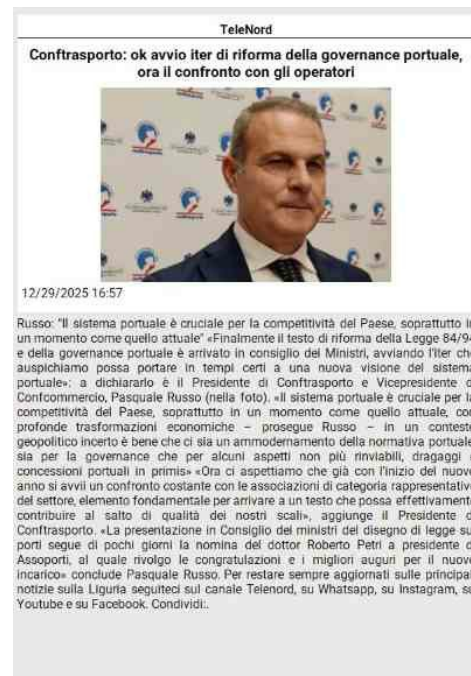 TeleNord
Conftrasporto: ok avvio iter di riforma della governance portuale,
ora il confronto con gli operatori
12/29/2025 16:57
Russo: "Il sistema portuale è cruciale per la competitività del Paese, soprattutto in
un momento come quello attuale" «Finalmente il testo di riforma della Legge 84/94
e della governance portuale è arrivato in consiglio dei Ministri, avviando l'iter che
auspichiamo possa portare in tempi certi a una nuova visione del sistema
portuale»: a dichiararlo è il Presidente di Conftrasporto e Vicepresidente d
Confcommercio, Pasquale Russo (nella foto). «Il sistema portuale è cruciale per la
competitività del Paese, soprattutto in un momento come quello attuale, con
profonde trasformazioni economiche – prosegue Russo – in un contesto
geopolitico incerto è bene che ci sia un ammodernamento della normativa portuale
sia per la governance che per alcuni aspetti non più rinviabili, dragaggi
concessioni portuali in primis» «Ora ci aspettiamo che già con l'inizio del nuovo
anno si avvii un confronto costante con le associazioni di categoria rappresentative
del settore, elemento fondamentale per arrivare a un testo che possa effettivamente
contribuire al salto di qualità dei nostri scali», aggiunge il Presidente d
Conftrasporto. «La presentazione in Consiglio dei ministri del disegno di legge su
porti segue di pochi giorni la nomina del dottor Roberto Petri a presidente d
Assoporti, al quale rivolgo le congratulazioni e i migliori auguri per il nuovo
incarico» conclude Pasquale Russo. Per restare sempre aggiornati sulle principal
notizie sulla Liguria seguiteci sul canale Telenord, su Whatsapp, su Instagram, su
Youtube e su Facebook. Condividi:.